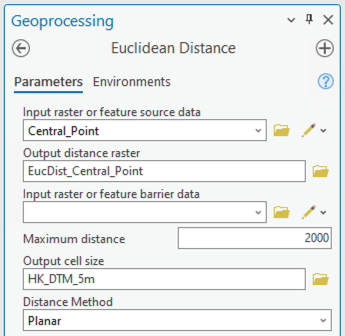 Geoprocessing
Euclidean Distance
Parameters Environments
Input raster or feature source data
Central_Point
Output distance raster
EucDist_Central_Point
Input raster or feature barrier data
Maximum distance 2000
Output cell size
HK_DTM_5m
Distance Method
Planar